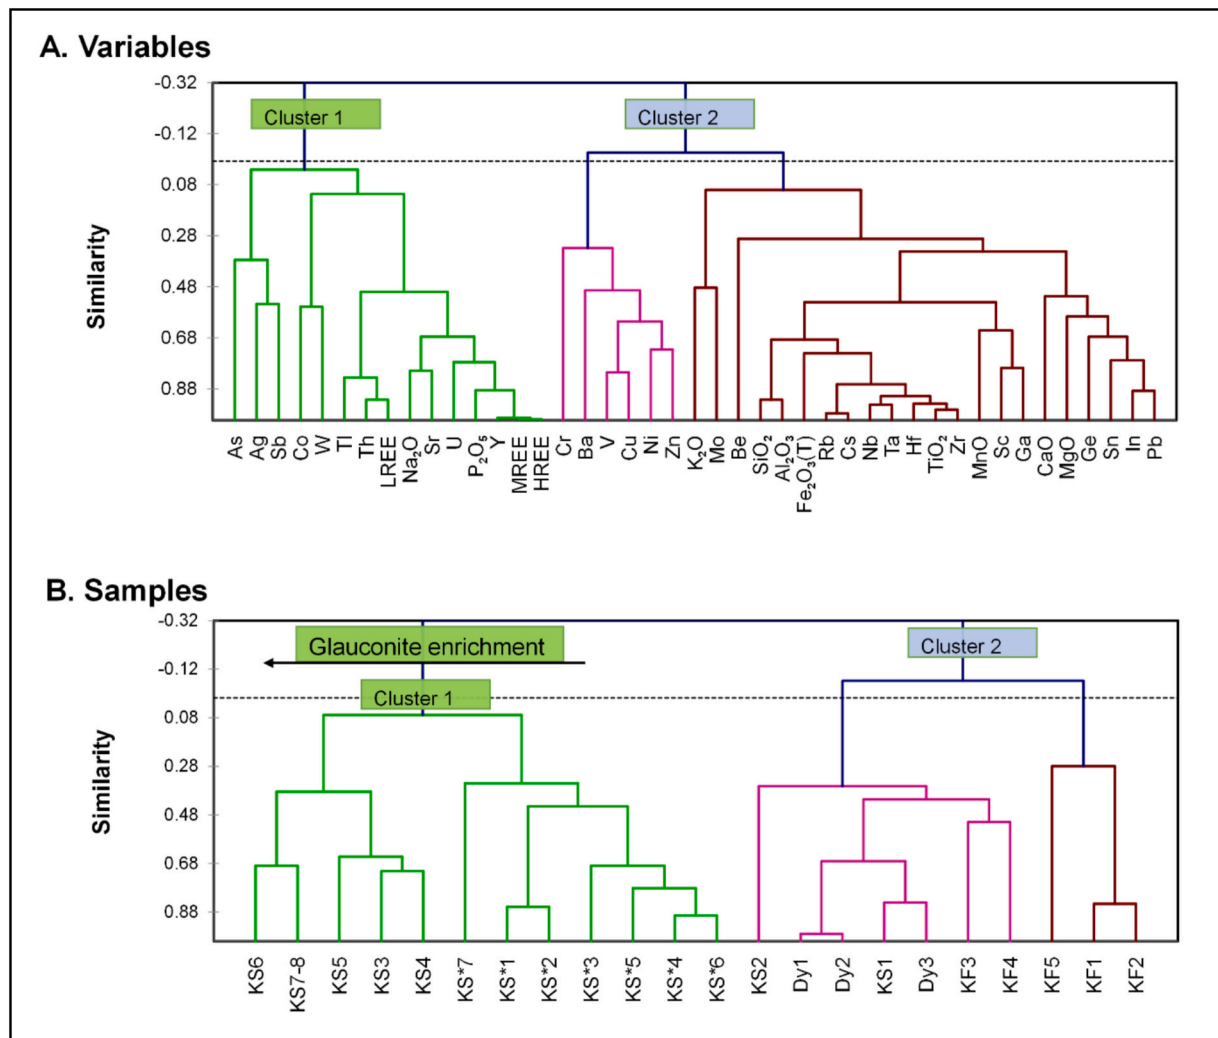 A. Variables
-0.32
Cluster 1
Cluster 2
-0.12
0.08
0.28
Similarity
0.48
0.68
0.88
As
Ag
Sb
Co
W
Tl
Th
LREE
Na₂O
Sr
U
P₂O₅
Y
MREE
HREE
Cr
Ba
V
Cu
Ni
Zn
K₂O
Mo
Be
SiO₂
Al₂O₃
Fe₂O₃(T)
Rb
Cs
Nb
Ta
Hf
TiO₂
Zr
MnO
Sc
Ga
CaO
MgO
Ge
Sn
In
Pb
B. Samples
-0.32
Glauconite enrichment
Cluster 2
-0.12
Cluster 1
0.08
0.28
Similarity
0.48
0.68
0.88
KS6
KS7-8
KS5
KS3
KS4
KS*7
KS*1
KS*2
KS*3
KS*5
KS*4
KS*6
KS2
Dy1
Dy2
KS1
Dy3
KF3
KF4
KF5
KF1
KF2